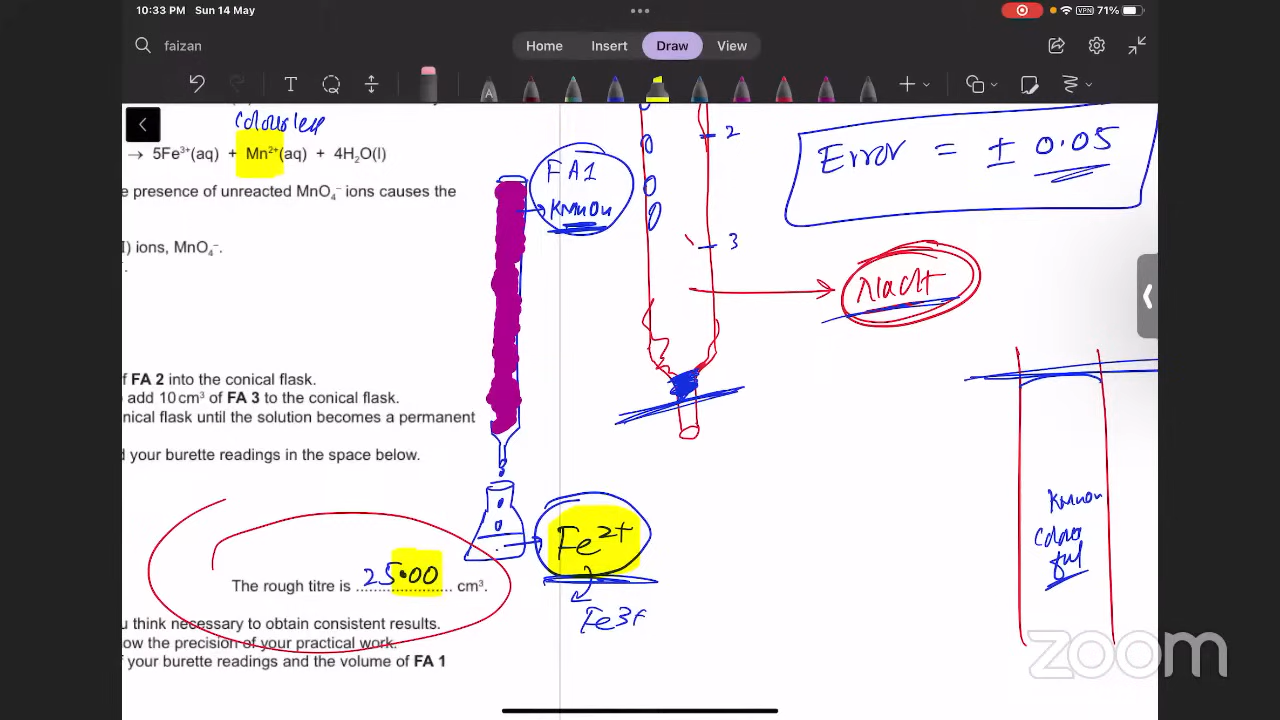 10:33 PM Sun 14 May
71%
VPN
faizan
Home Insert Draw View
Colourless
→ 5Fe³⁺(aq) + Mn²⁺(aq) + 4H₂O(l)
e presence of unreacted MnO₄⁻ ions causes the
I) ions, MnO₄⁻.
of FA 2 into the conical flask.
add 10 cm³ of FA 3 to the conical flask.
nical flask until the solution becomes a permanent
d your burette readings in the space below.
The rough titre is 25.00 cm³.
u think necessary to obtain consistent results.
ow the precision of your practical work.
f your burette readings and the volume of FA 1
FA1
KMnO4
Fe2+
Fe3+
2
3
Error = ± 0.05
NaOH
KMnO4
Colour
ful
zoom